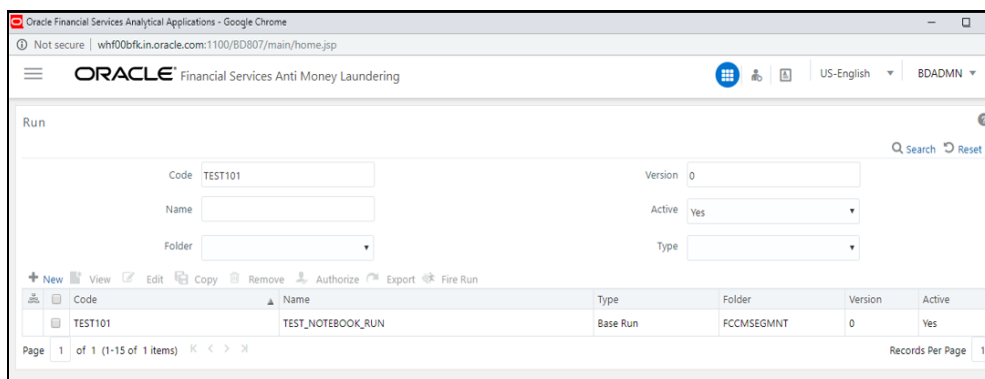 Oracle Financial Services Analytical Applications - Google Chrome
Not secure | whf00bfk.in.oracle.com:1100/BD807/main/home.jsp
ORACLE® Financial Services Anti Money Laundering US-English BDADMN
Run
Search Reset
Code TEST101 Version 0
Name Active Yes
Folder Type
New View Edit Copy Remove Authorize Export Fire Run
Code Name Type Folder Version Active
TEST101 TEST_NOTEBOOK_RUN Base Run FCCMSEGMNT 0 Yes
Page 1 of 1 (1-15 of 1 items) Records Per Page 1